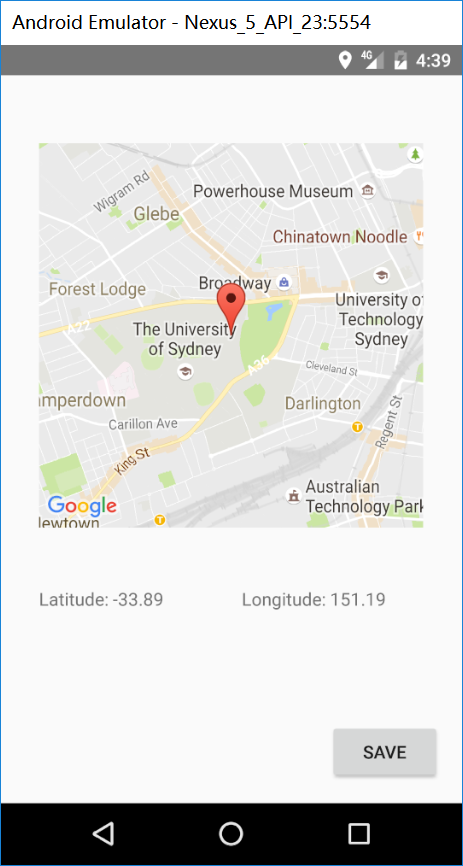 Android Emulator - Nexus_5_API_23:5554
4G 4:39
Wigram Rd
Powerhouse Museum
Glebe
Chinatown Noodle
Broadway
Forest Lodge
University of
Technology
Sydney
A22
The University
of Sydney
A36
Cleveland St
amperdown
Darlington
Carillon Ave
Regent St
King St
Australian
Technology Park
Google
lewtown
Latitude: -33.89
Longitude: 151.19
SAVE